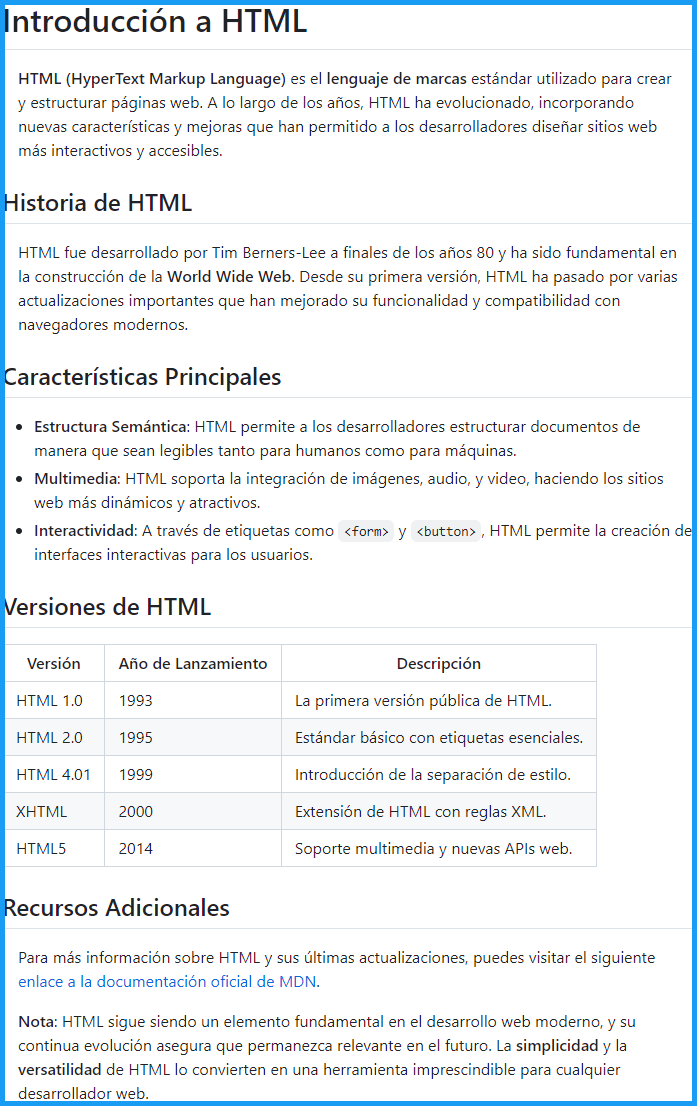 Introducción a HTML
HTML (HyperText Markup Language) es el lenguaje de marcas estándar utilizado para crear
y estructurar páginas web. A lo largo de los años, HTML ha evolucionado, incorporando
nuevas características y mejoras que han permitido a los desarrolladores diseñar sitios web
más interactivos y accesibles.
Historia de HTML
HTML fue desarrollado por Tim Berners-Lee a finales de los años 80 y ha sido fundamental en
la construcción de la World Wide Web. Desde su primera versión, HTML ha pasado por varias
actualizaciones importantes que han mejorado su funcionalidad y compatibilidad con
navegadores modernos.
Características Principales
• Estructura Semántica: HTML permite a los desarrolladores estructurar documentos de
manera que sean legibles tanto para humanos como para máquinas.
• Multimedia: HTML soporta la integración de imágenes, audio, y video, haciendo los sitios
web más dinámicos y atractivos.
• Interactividad: A través de etiquetas como <form> y <button>, HTML permite la creación de
interfaces interactivas para los usuarios.
Versiones de HTML
Versión Año de Lanzamiento Descripción
HTML 1.0 1993 La primera versión pública de HTML.
HTML 2.0 1995 Estándar básico con etiquetas esenciales.
HTML 4.01 1999 Introducción de la separación de estilo.
XHTML 2000 Extensión de HTML con reglas XML.
HTML5 2014 Soporte multimedia y nuevas APIs web.
Recursos Adicionales
Para más información sobre HTML y sus últimas actualizaciones, puedes visitar el siguiente
enlace a la documentación oficial de MDN.
Nota: HTML sigue siendo un elemento fundamental en el desarrollo web moderno, y su
continua evolución asegura que permanezca relevante en el futuro. La simplicidad y la
versatilidad de HTML lo convierten en una herramienta imprescindible para cualquier
desarrollador web.